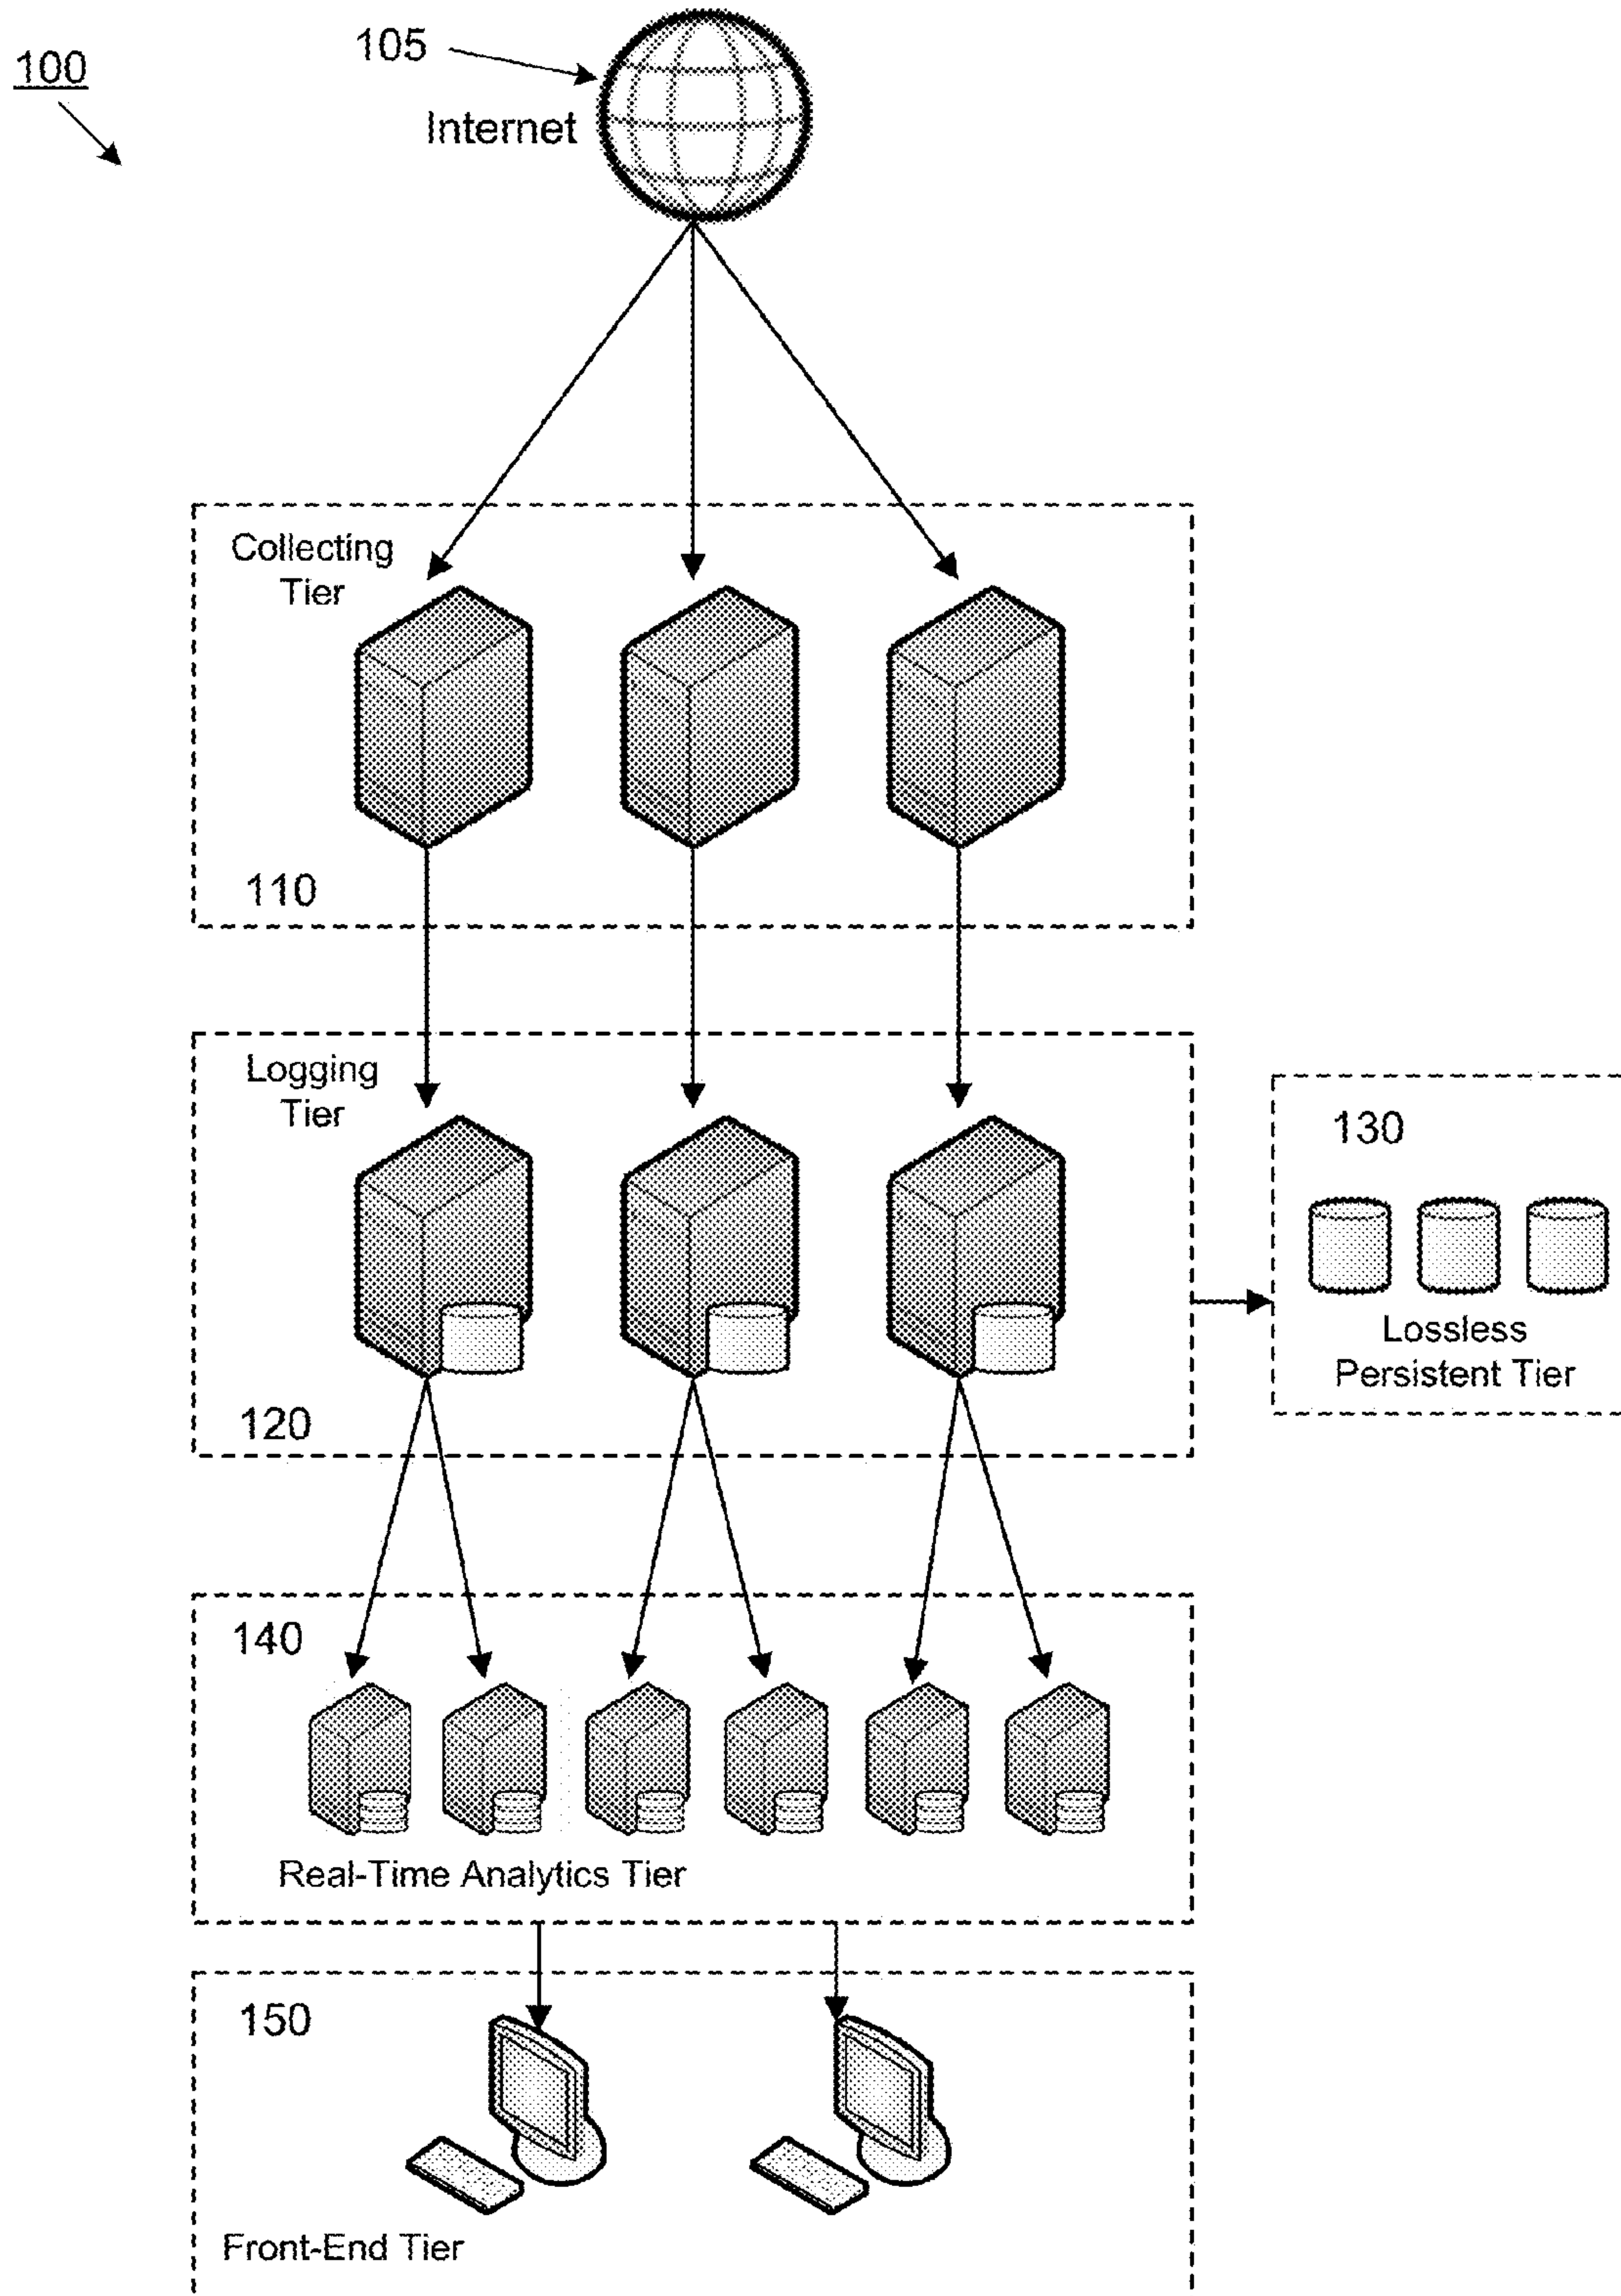 100
105
Internet
Collecting
Tier
110
Logging
Tier
120
130
Lossless
Persistent Tier
140
Real-Time Analytics Tier
150
Front-End Tier